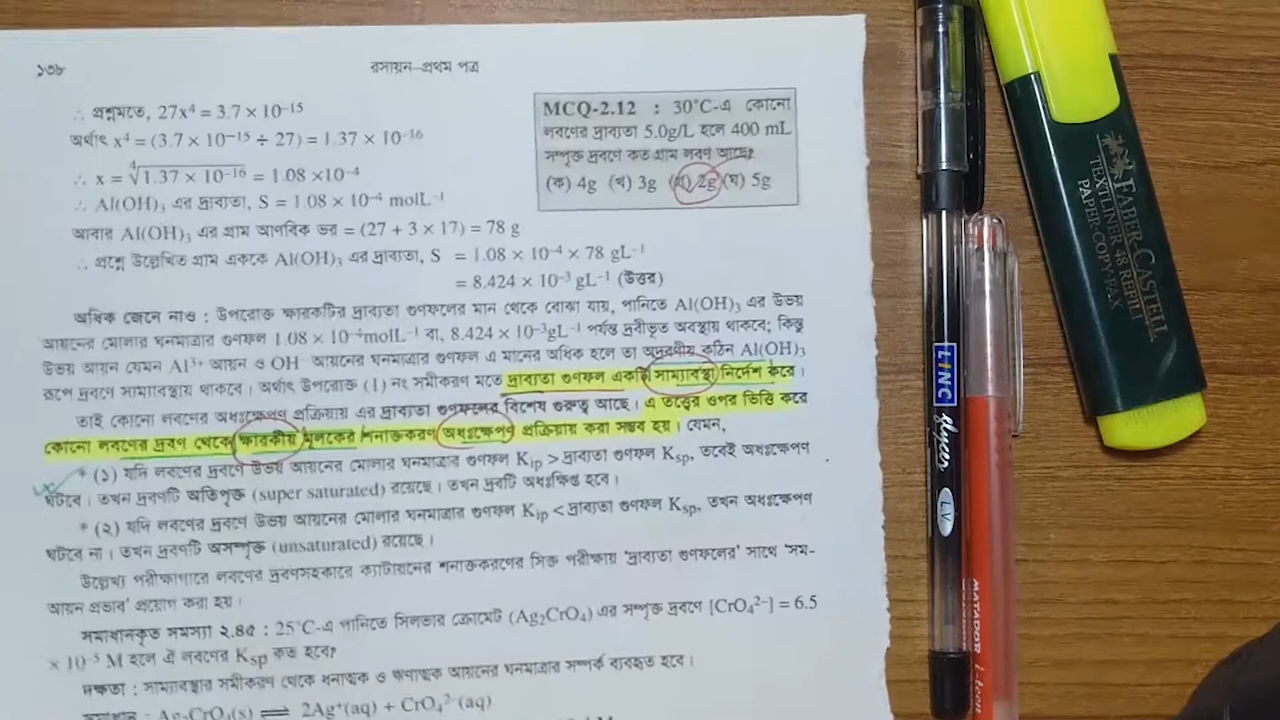 ১৩৮
রসায়ন–প্রথম পত্র
∴ প্রশ্নমতে, 27x⁴ = 3.7 × 10⁻¹⁵
অর্থাৎ x⁴ = (3.7 × 10⁻¹⁵ ÷ 27) = 1.37 × 10⁻¹⁶
∴ x = ⁴√1.37 × 10⁻¹⁶ = 1.08 ×10⁻⁴
∴ Al(OH)₃ এর দ্রাব্যতা, S = 1.08 × 10⁻⁴ molL⁻¹
আবার Al(OH)₃ এর গ্রাম আণবিক ভর = (27 + 3 × 17) = 78 g
∴ প্রশ্নে উল্লেখিত গ্রাম এককে Al(OH)₃ এর দ্রাব্যতা, S = 1.08 × 10⁻⁴ × 78 gL⁻¹
= 8.424 × 10⁻³ gL⁻¹ (উত্তর)
MCQ-2.12 : 30°C-এ কোনো
লবণের দ্রাব্যতা 5.0g/L হলে 400 mL
সম্পৃক্ত দ্রবণে কত গ্রাম লবণ আছে?
(ক) 4g (খ) 3g (গ) 2g (ঘ) 5g
অধিক জেনে নাও : উপরোক্ত ক্ষারকটির দ্রাব্যতা গুণফলের মান থেকে বোঝা যায়, পানিতে Al(OH)₃ এর উভয়
আয়নের মোলার ঘনমাত্রার গুণফল 1.08 × 10⁻⁴molL⁻¹ বা, 8.424 × 10⁻³gL⁻¹ পর্যন্ত দ্রবীভূত অবস্থায় থাকবে; কিন্তু
উভয় আয়ন যেমন Al³⁺ আয়ন ও OH⁻ আয়নের ঘনমাত্রার গুণফল এ মানের অধিক হলে তা অদ্রবণীয় কঠিন Al(OH)₃
রূপে দ্রবণে সাম্যাবস্থায় থাকবে। অর্থাৎ উপরোক্ত (1) নং সমীকরণ মতে দ্রাব্যতা গুণফল একটি সাম্যাবস্থা নির্দেশ করে।
তাই কোনো লবণের অধঃক্ষেপণ প্রক্রিয়ায় এর দ্রাব্যতা গুণফলের বিশেষ গুরুত্ব আছে। এ তত্ত্বের ওপর ভিত্তি করে
কোনো লবণের দ্রবণ থেকে ক্ষারকীয় মূলকের শনাক্তকরণ অধঃক্ষেপণ প্রক্রিয়ায় করা সম্ভব হয়। যেমন,
* (১) যদি লবণের দ্রবণে উভয় আয়নের মোলার ঘনমাত্রার গুণফল Kip > দ্রাব্যতা গুণফল Ksp, তবেই অধঃক্ষেপণ
ঘটবে। তখন দ্রবণটি অতিপৃক্ত (super saturated) রয়েছে। তখন দ্রবটি অধঃক্ষিপ্ত হবে।
* (২) যদি লবণের দ্রবণে উভয় আয়নের মোলার ঘনমাত্রার গুণফল Kip < দ্রাব্যতা গুণফল Ksp, তখন অধঃক্ষেপণ
ঘটবে না। তখন দ্রবণটি অসম্পৃক্ত (unsaturated) রয়েছে।
উল্লেখ্য পরীক্ষাগারে লবণের দ্রবণসহকারে ক্যাটায়নের শনাক্তকরণের সিক্ত পরীক্ষায় 'দ্রাব্যতা গুণফলের' সাথে 'সম-
আয়ন প্রভাব' প্রয়োগ করা হয়।
সমাধানকৃত সমস্যা ২.৪৫ : 25°C-এ পানিতে সিলভার ক্রোমেট (Ag₂CrO₄) এর সম্পৃক্ত দ্রবণে [CrO₄²⁻] = 6.5
× 10⁻⁵ M হলে ঐ লবণের Ksp কত হবে?
দক্ষতা : সাম্যাবস্থার সমীকরণ থেকে ধনাত্মক ও ঋণাত্মক আয়নের ঘনমাত্রার সম্পর্ক ব্যবহৃত হবে।
সমাধান : Ag₂CrO₄(s) ⇌ 2Ag⁺(aq) + CrO₄²⁻(aq)
FABER-CASTELL
TEXTLINER 48 REFILL
PAPER·COPY·FAX
LINC
glycer
LV
MATADOR
i-teen